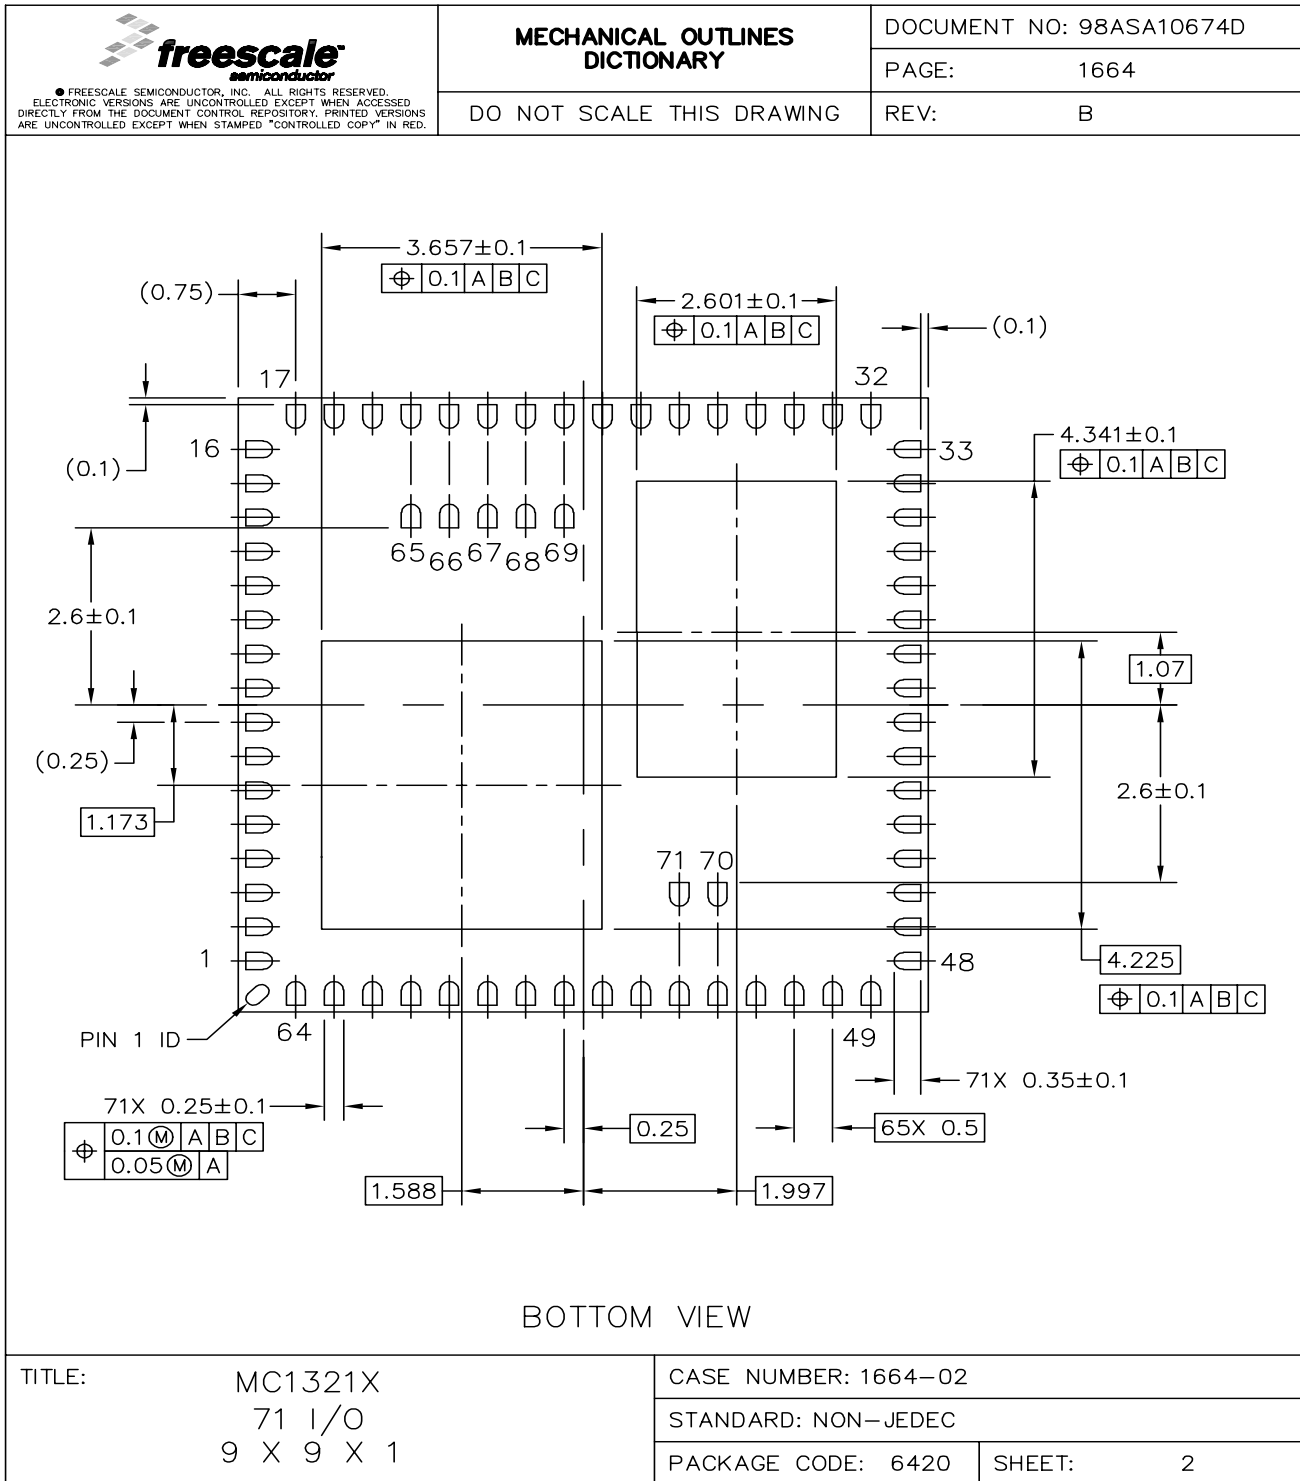 freescale
semiconductor
© FREESCALE SEMICONDUCTOR, INC. ALL RIGHTS RESERVED.
ELECTRONIC VERSIONS ARE UNCONTROLLED EXCEPT WHEN ACCESSED
DIRECTLY FROM THE DOCUMENT CONTROL REPOSITORY. PRINTED VERSIONS
ARE UNCONTROLLED EXCEPT WHEN STAMPED "CONTROLLED COPY" IN RED.
MECHANICAL OUTLINES
DICTIONARY
DO NOT SCALE THIS DRAWING
DOCUMENT NO: 98ASA10674D
PAGE: 1664
REV: B
3.657±0.1
⌖ 0.1 A B C
(0.75)
2.601±0.1
⌖ 0.1 A B C
(0.1)
17
32
16
33
(0.1)
4.341±0.1
⌖ 0.1 A B C
65 66 67 68 69
2.6±0.1
1.07
(0.25)
2.6±0.1
1.173
71 70
1
48
4.225
⌖ 0.1 A B C
PIN 1 ID
64
49
71X 0.35±0.1
71X 0.25±0.1
⌖ 0.1 Ⓜ A B C
0.05 Ⓜ A
0.25
65X 0.5
1.588
1.997
BOTTOM VIEW
TITLE:
MC1321X
71 I/O
9 X 9 X 1
CASE NUMBER: 1664-02
STANDARD: NON-JEDEC
PACKAGE CODE: 6420
SHEET: 2